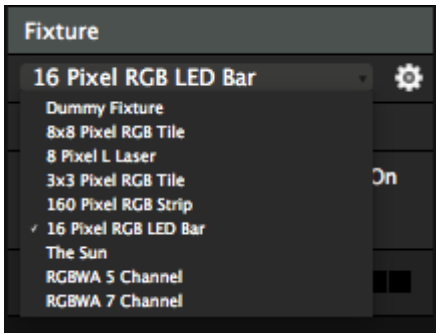 Fixture
16 Pixel RGB LED Bar
Dummy Fixture
8x8 Pixel RGB Tile
8 Pixel L Laser
3x3 Pixel RGB Tile
On
160 Pixel RGB Strip
16 Pixel RGB LED Bar
The Sun
RGBWA 5 Channel
RGBWA 7 Channel